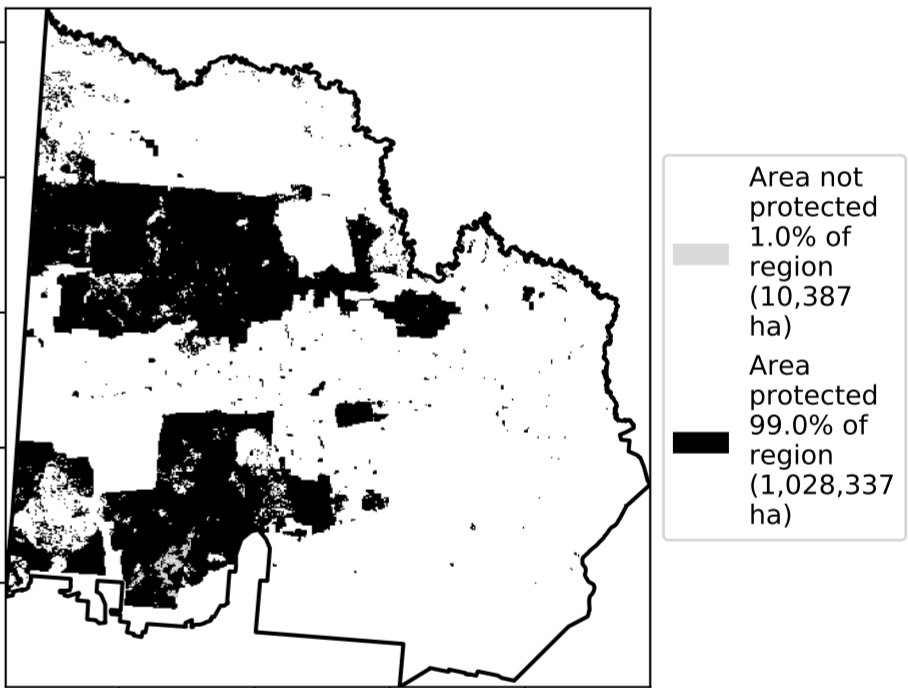 Area not
protected
1.0% of
region
(10,387
ha)
Area
protected
99.0% of
region
(1,028,337
ha)